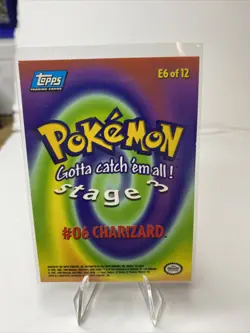 topps
TRADING CARDS
E6 of 12
POKéMON
Gotta catch 'em all!
stage 3
#06 CHARIZARD.